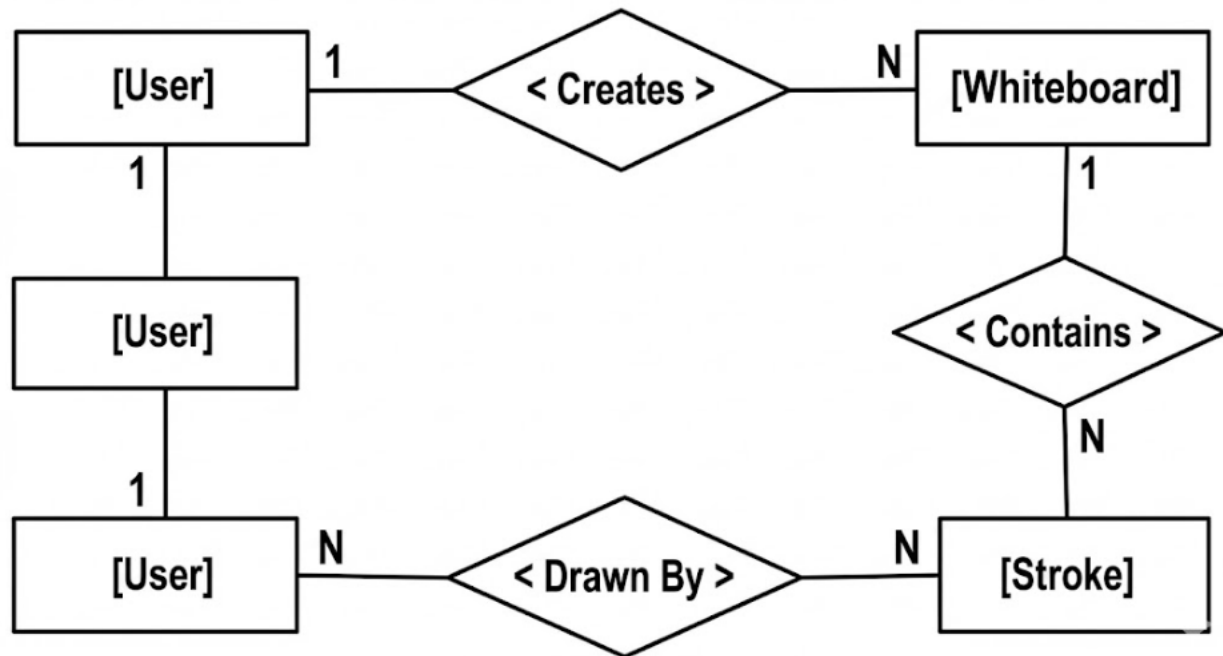 [User] 1 < Creates > N [Whiteboard]
1 1
[User] < Contains >
1 N
[User] N < Drawn By > N [Stroke]